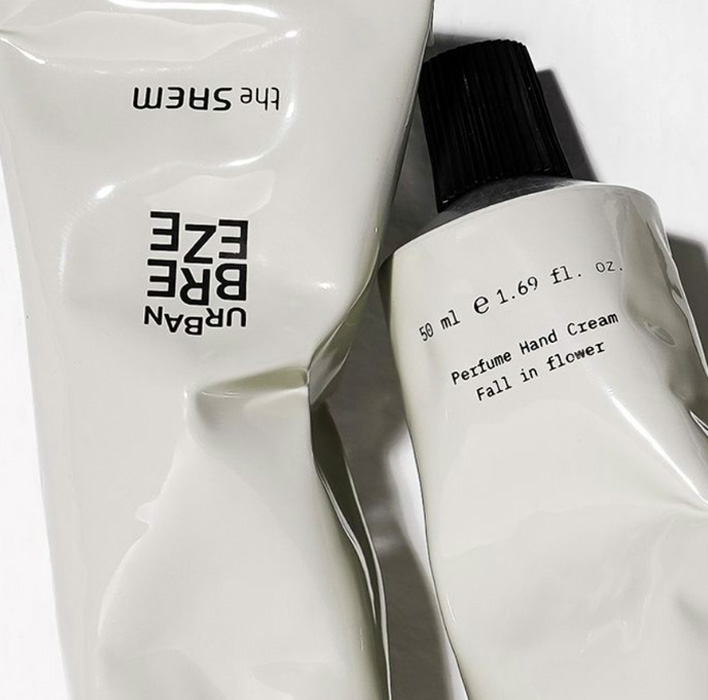 the SAEM
URBAN
BRE
EZE
50 ml e 1.69 fl. oz.
Perfume Hand Cream
Fall in flower